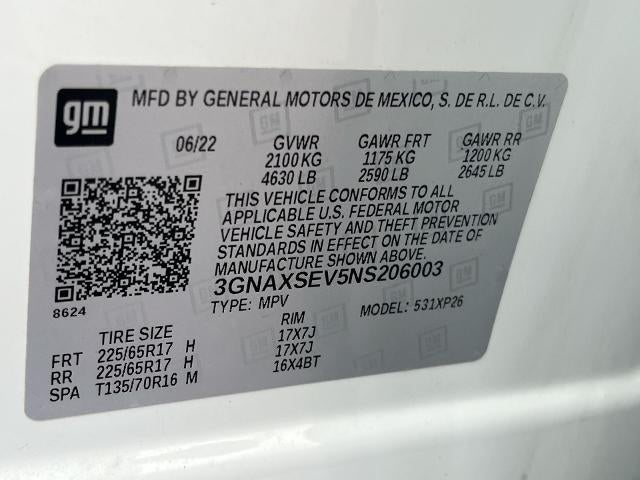 gm
MFD BY GENERAL MOTORS DE MEXICO, S. DE R.L. DE C.V.
06/22 GVWR GAWR FRT GAWR RR
2100 KG 1175 KG 1200 KG
4630 LB 2590 LB 2645 LB
THIS VEHICLE CONFORMS TO ALL
APPLICABLE U.S. FEDERAL MOTOR
VEHICLE SAFETY AND THEFT PREVENTION
STANDARDS IN EFFECT ON THE DATE OF
MANUFACTURE SHOWN ABOVE.
3GNAXSEV5NS206003
8624
TYPE: MPV MODEL: 531XP26
TIRE SIZE RIM
FRT 225/65R17 H 17X7J
RR 225/65R17 H 17X7J
SPA T135/70R16 M 16X4BT